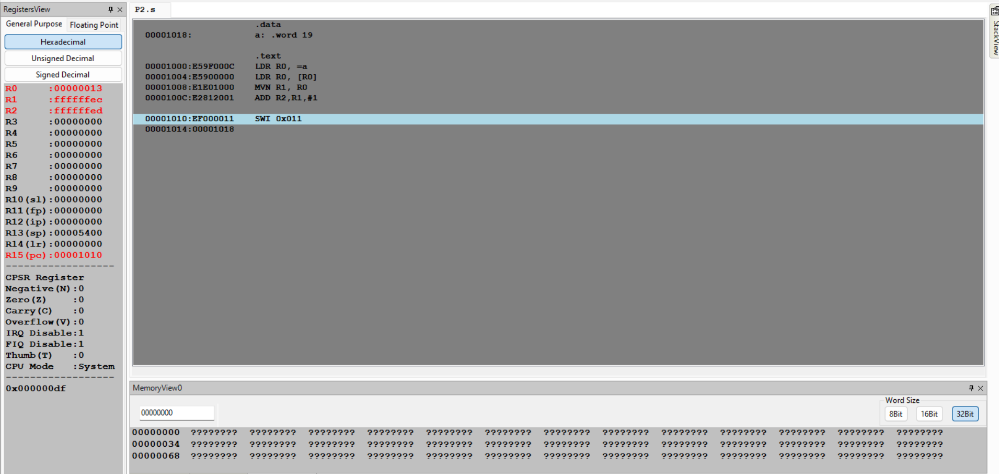 RegistersView
General Purpose Floating Point
Hexadecimal
Unsigned Decimal
Signed Decimal
R0 :00000013
R1 :ffffffec
R2 :ffffffed
R3 :00000000
R4 :00000000
R5 :00000000
R6 :00000000
R7 :00000000
R8 :00000000
R9 :00000000
R10(sl):00000000
R11(fp):00000000
R12(ip):00000000
R13(sp):00005400
R14(lr):00000000
R15(pc):00001010
-------------------
CPSR Register
Negative(N):0
Zero(Z) :0
Carry(C) :0
Overflow(V):0
IRQ Disable:1
FIQ Disable:1
Thumb(T) :0
CPU Mode :System
-------------------
0x000000df
P2.s
.data
00001018: a: .word 19
.text
00001000:E59F000C LDR R0, =a
00001004:E5900000 LDR R0, [R0]
00001008:E1E01000 MVN R1, R0
0000100C:E2812001 ADD R2,R1,#1
00001010:EF000011 SWI 0x011
00001014:00001018
StackView
MemoryView0
00000000
Word Size
8Bit 16Bit 32Bit
00000000 ???????? ???????? ???????? ???????? ???????? ???????? ???????? ???????? ???????? ???????? ???????? ???????? ????????
00000034 ???????? ???????? ???????? ???????? ???????? ???????? ???????? ???????? ???????? ???????? ???????? ???????? ????????
00000068 ???????? ???????? ???????? ???????? ???????? ???????? ???????? ???????? ???????? ???????? ???????? ???????? ????????